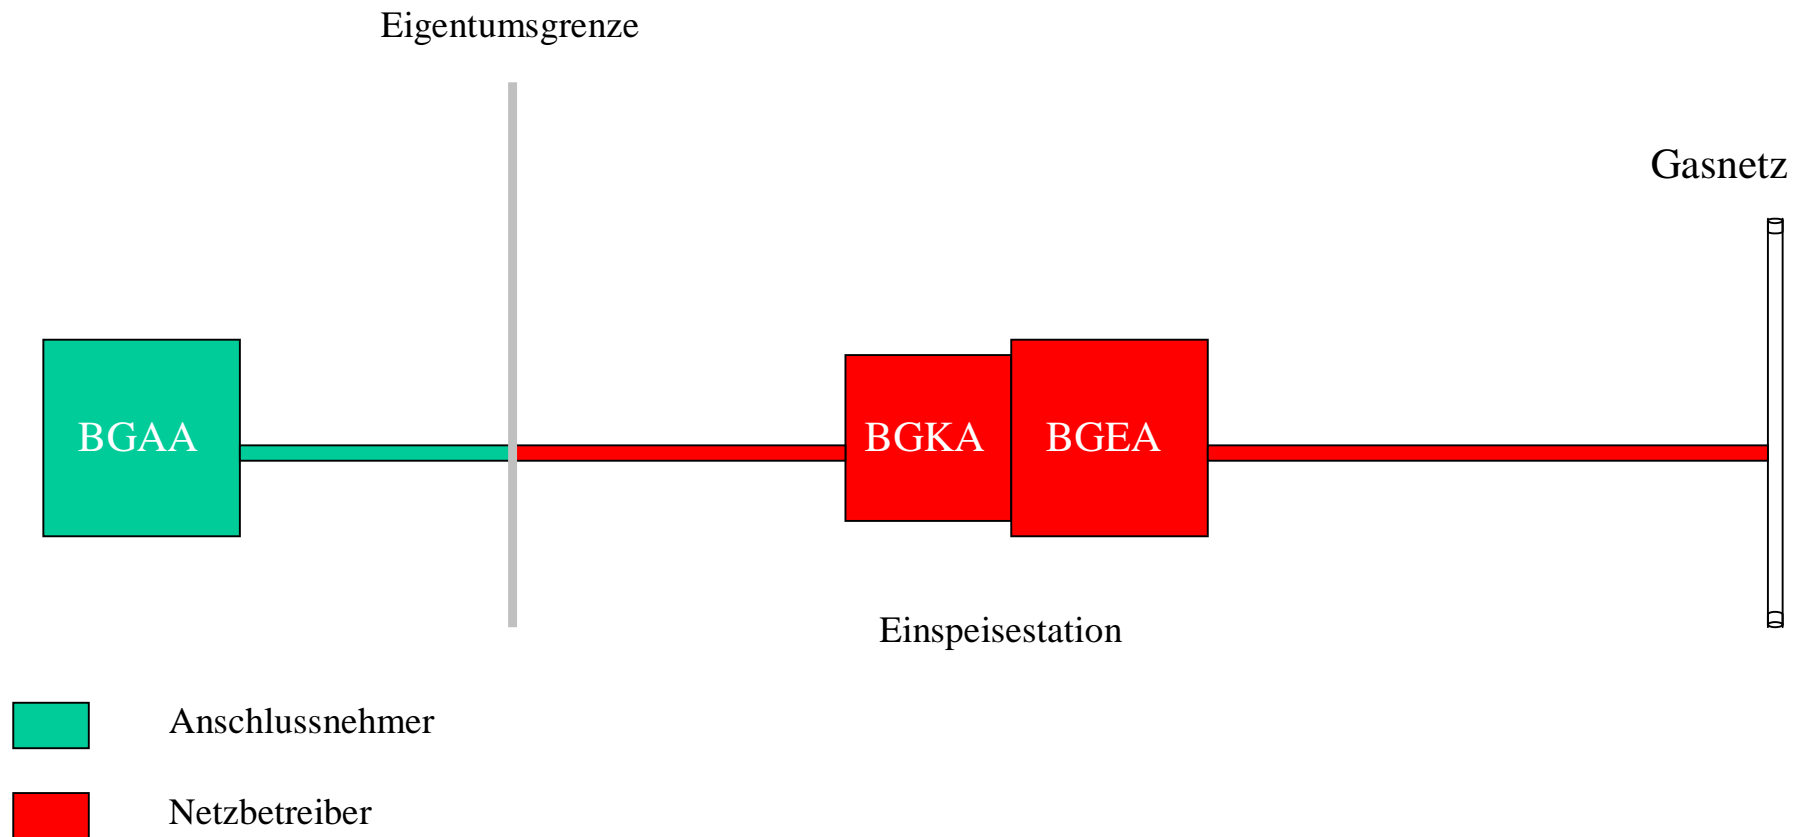 Eigentumsgrenze
Gasnetz
BGAA
BGKA
BGEA
Einspeisestation
Anschlussnehmer
Netzbetreiber